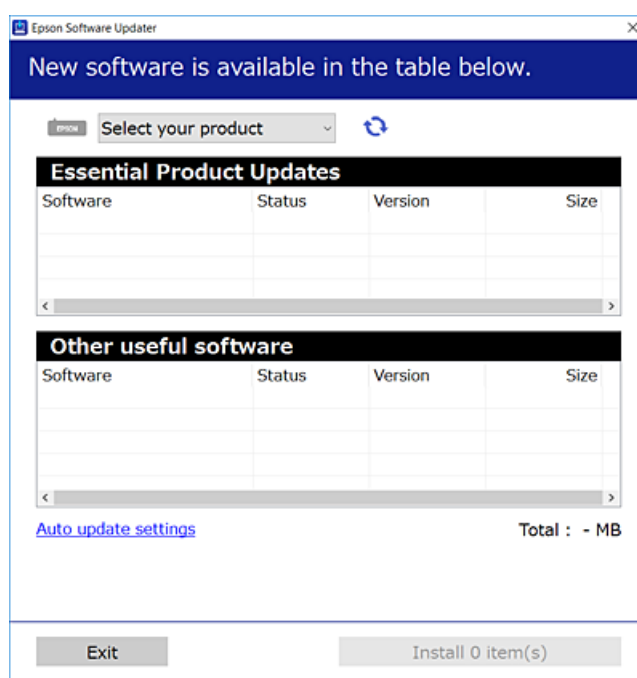 Epson Software Updater
New software is available in the table below.
EPSON Select your product
Essential Product Updates
Software Status Version Size
Other useful software
Software Status Version Size
Auto update settings Total : - MB
Exit Install 0 item(s)